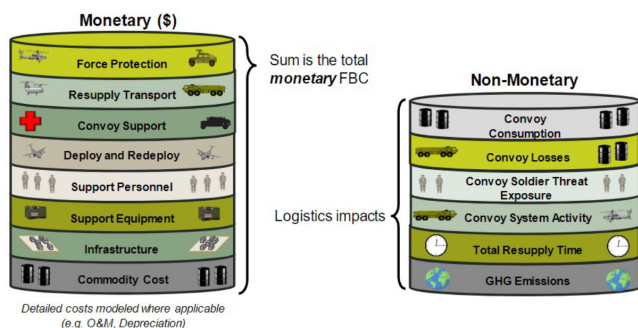 Monetary ($)
Force Protection
Resupply Transport
Convoy Support
Deploy and Redeploy
Support Personnel
Support Equipment
Infrastructure
Commodity Cost
Detailed costs modeled where applicable
(e.g. O&M, Depreciation)
Sum is the total
monetary FBC
Logistics impacts
Non-Monetary
Convoy
Consumption
Convoy Losses
Convoy Soldier Threat
Exposure
Convoy System Activity
Total Resupply Time
GHG Emissions